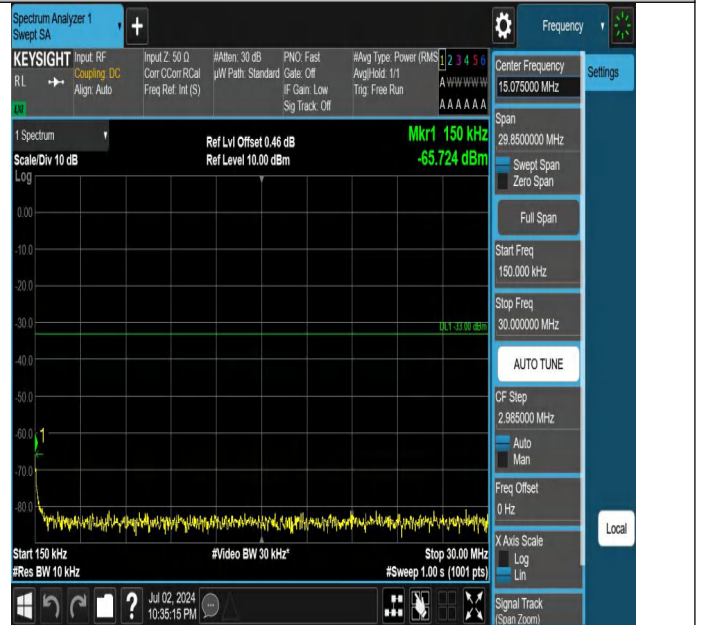 Spectrum Analyzer 1
Swept SA
+
Frequency
KEYSIGHT
RL
LXI
Input: RF
Coupling: DC
Align: Auto
Input Z: 50 Ω
Corr CCorr RCal
Freq Ref: Int (S)
#Atten: 30 dB
µW Path: Standard
PNO: Fast
Gate: Off
IF Gain: Low
Sig Track: Off
#Avg Type: Power (RMS
Avg|Hold: 1/1
Trig: Free Run
1 2 3 4 5 6
A W W W W W
A A A A A A
1 Spectrum
Scale/Div 10 dB
Log
Ref Lvl Offset 0.46 dB
Ref Level 10.00 dBm
Mkr1 150 kHz
-65.724 dBm
0.00
-10.0
-20.0
-30.0
DL1 -33.00 dBm
-40.0
-50.0
-60.0
1
-70.0
-80.0
Start 150 kHz
#Video BW 30 kHz*
Stop 30.00 MHz
#Res BW 10 kHz
#Sweep 1.00 s (1001 pts)
Jul 02, 2024
10:35:15 PM
?
Center Frequency
15.075000 MHz
Settings
Span
29.8500000 MHz
Swept Span
Zero Span
Full Span
Start Freq
150.000 kHz
Stop Freq
30.000000 MHz
AUTO TUNE
CF Step
2.985000 MHz
Auto
Man
Freq Offset
0 Hz
Local
X Axis Scale
Log
Lin
Signal Track
(Span Zoom)